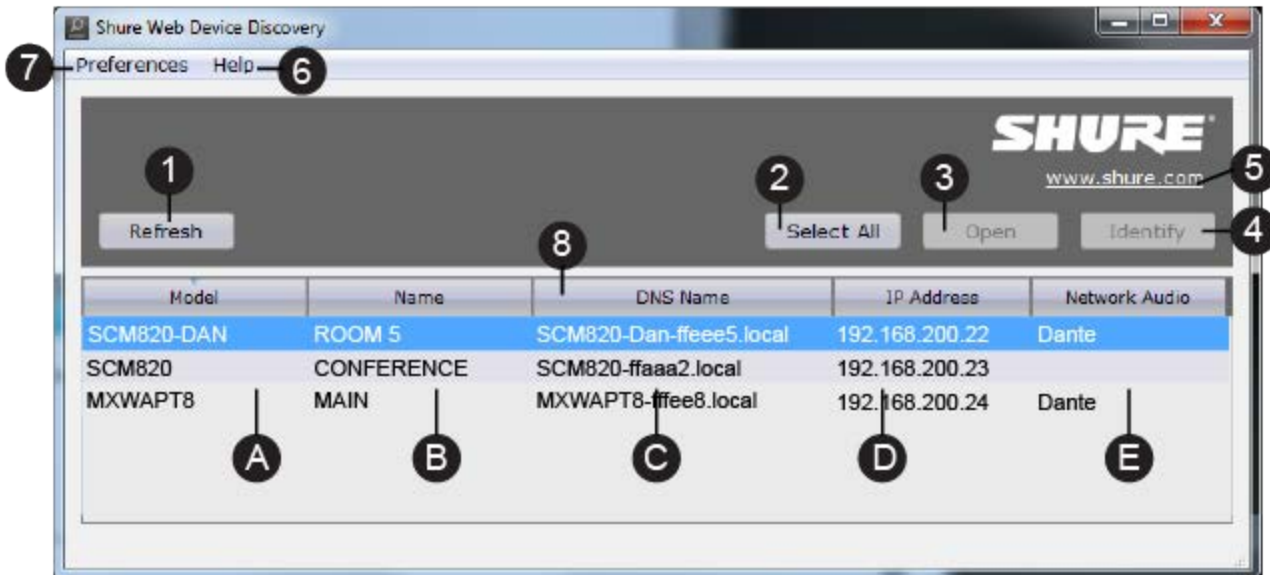 Shure Web Device Discovery
7 Preferences Help 6
SHURE
1 2 3 www.shure.com 5
Refresh Select All Open Identify 4
8
Model Name DNS Name IP Address Network Audio
SCM820-DAN ROOM 5 SCM820-Dan-ffeee5.local 192.168.200.22 Dante
SCM820 CONFERENCE SCM820-ffaaa2.local 192.168.200.23
MXWAPT8 MAIN MXWAPT8-fffee8.local 192.168.200.24 Dante
A B C D E